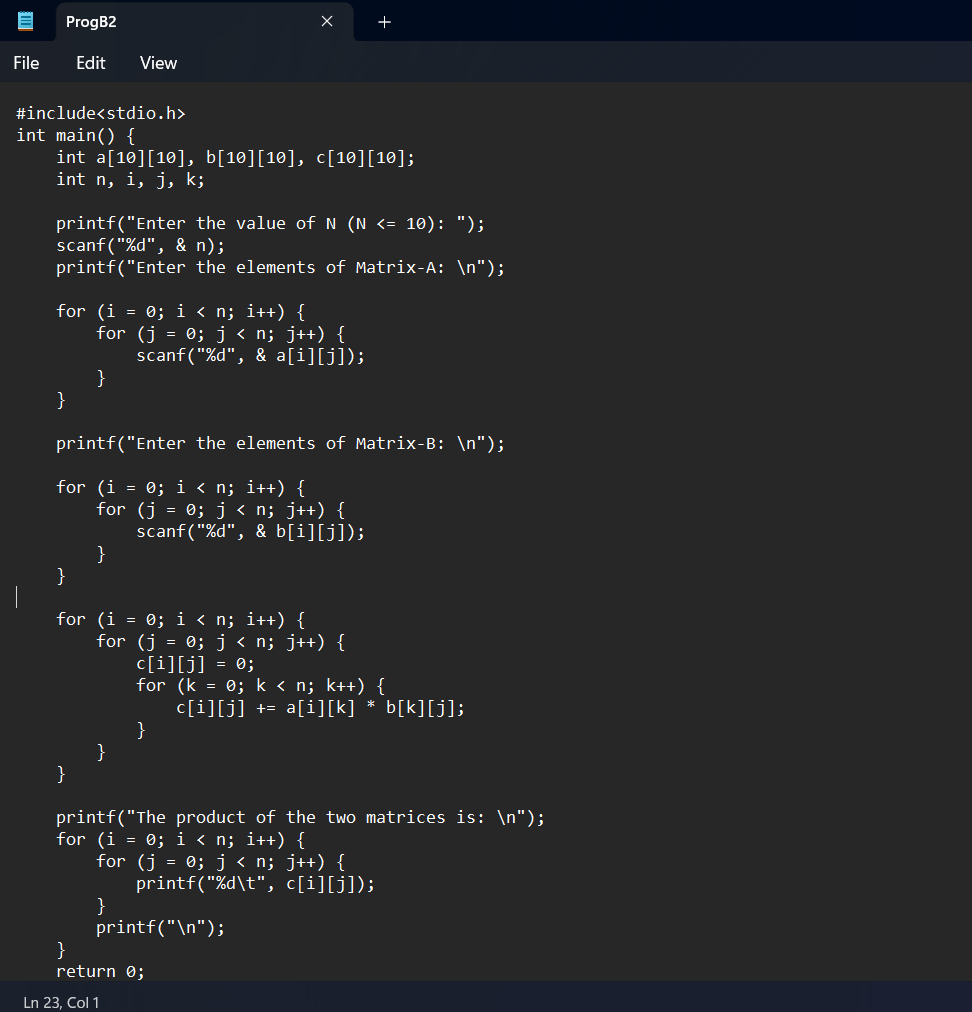 ProgB2
File Edit View
#include<stdio.h>
int main() {
    int a[10][10], b[10][10], c[10][10];
    int n, i, j, k;

    printf("Enter the value of N (N <= 10): ");
    scanf("%d", & n);
    printf("Enter the elements of Matrix-A: \n");

    for (i = 0; i < n; i++) {
        for (j = 0; j < n; j++) {
            scanf("%d", & a[i][j]);
        }
    }

    printf("Enter the elements of Matrix-B: \n");

    for (i = 0; i < n; i++) {
        for (j = 0; j < n; j++) {
            scanf("%d", & b[i][j]);
        }
    }

    for (i = 0; i < n; i++) {
        for (j = 0; j < n; j++) {
            c[i][j] = 0;
            for (k = 0; k < n; k++) {
                c[i][j] += a[i][k] * b[k][j];
            }
        }
    }

    printf("The product of the two matrices is: \n");
    for (i = 0; i < n; i++) {
        for (j = 0; j < n; j++) {
            printf("%d\t", c[i][j]);
        }
        printf("\n");
    }
    return 0;
Ln 23, Col 1